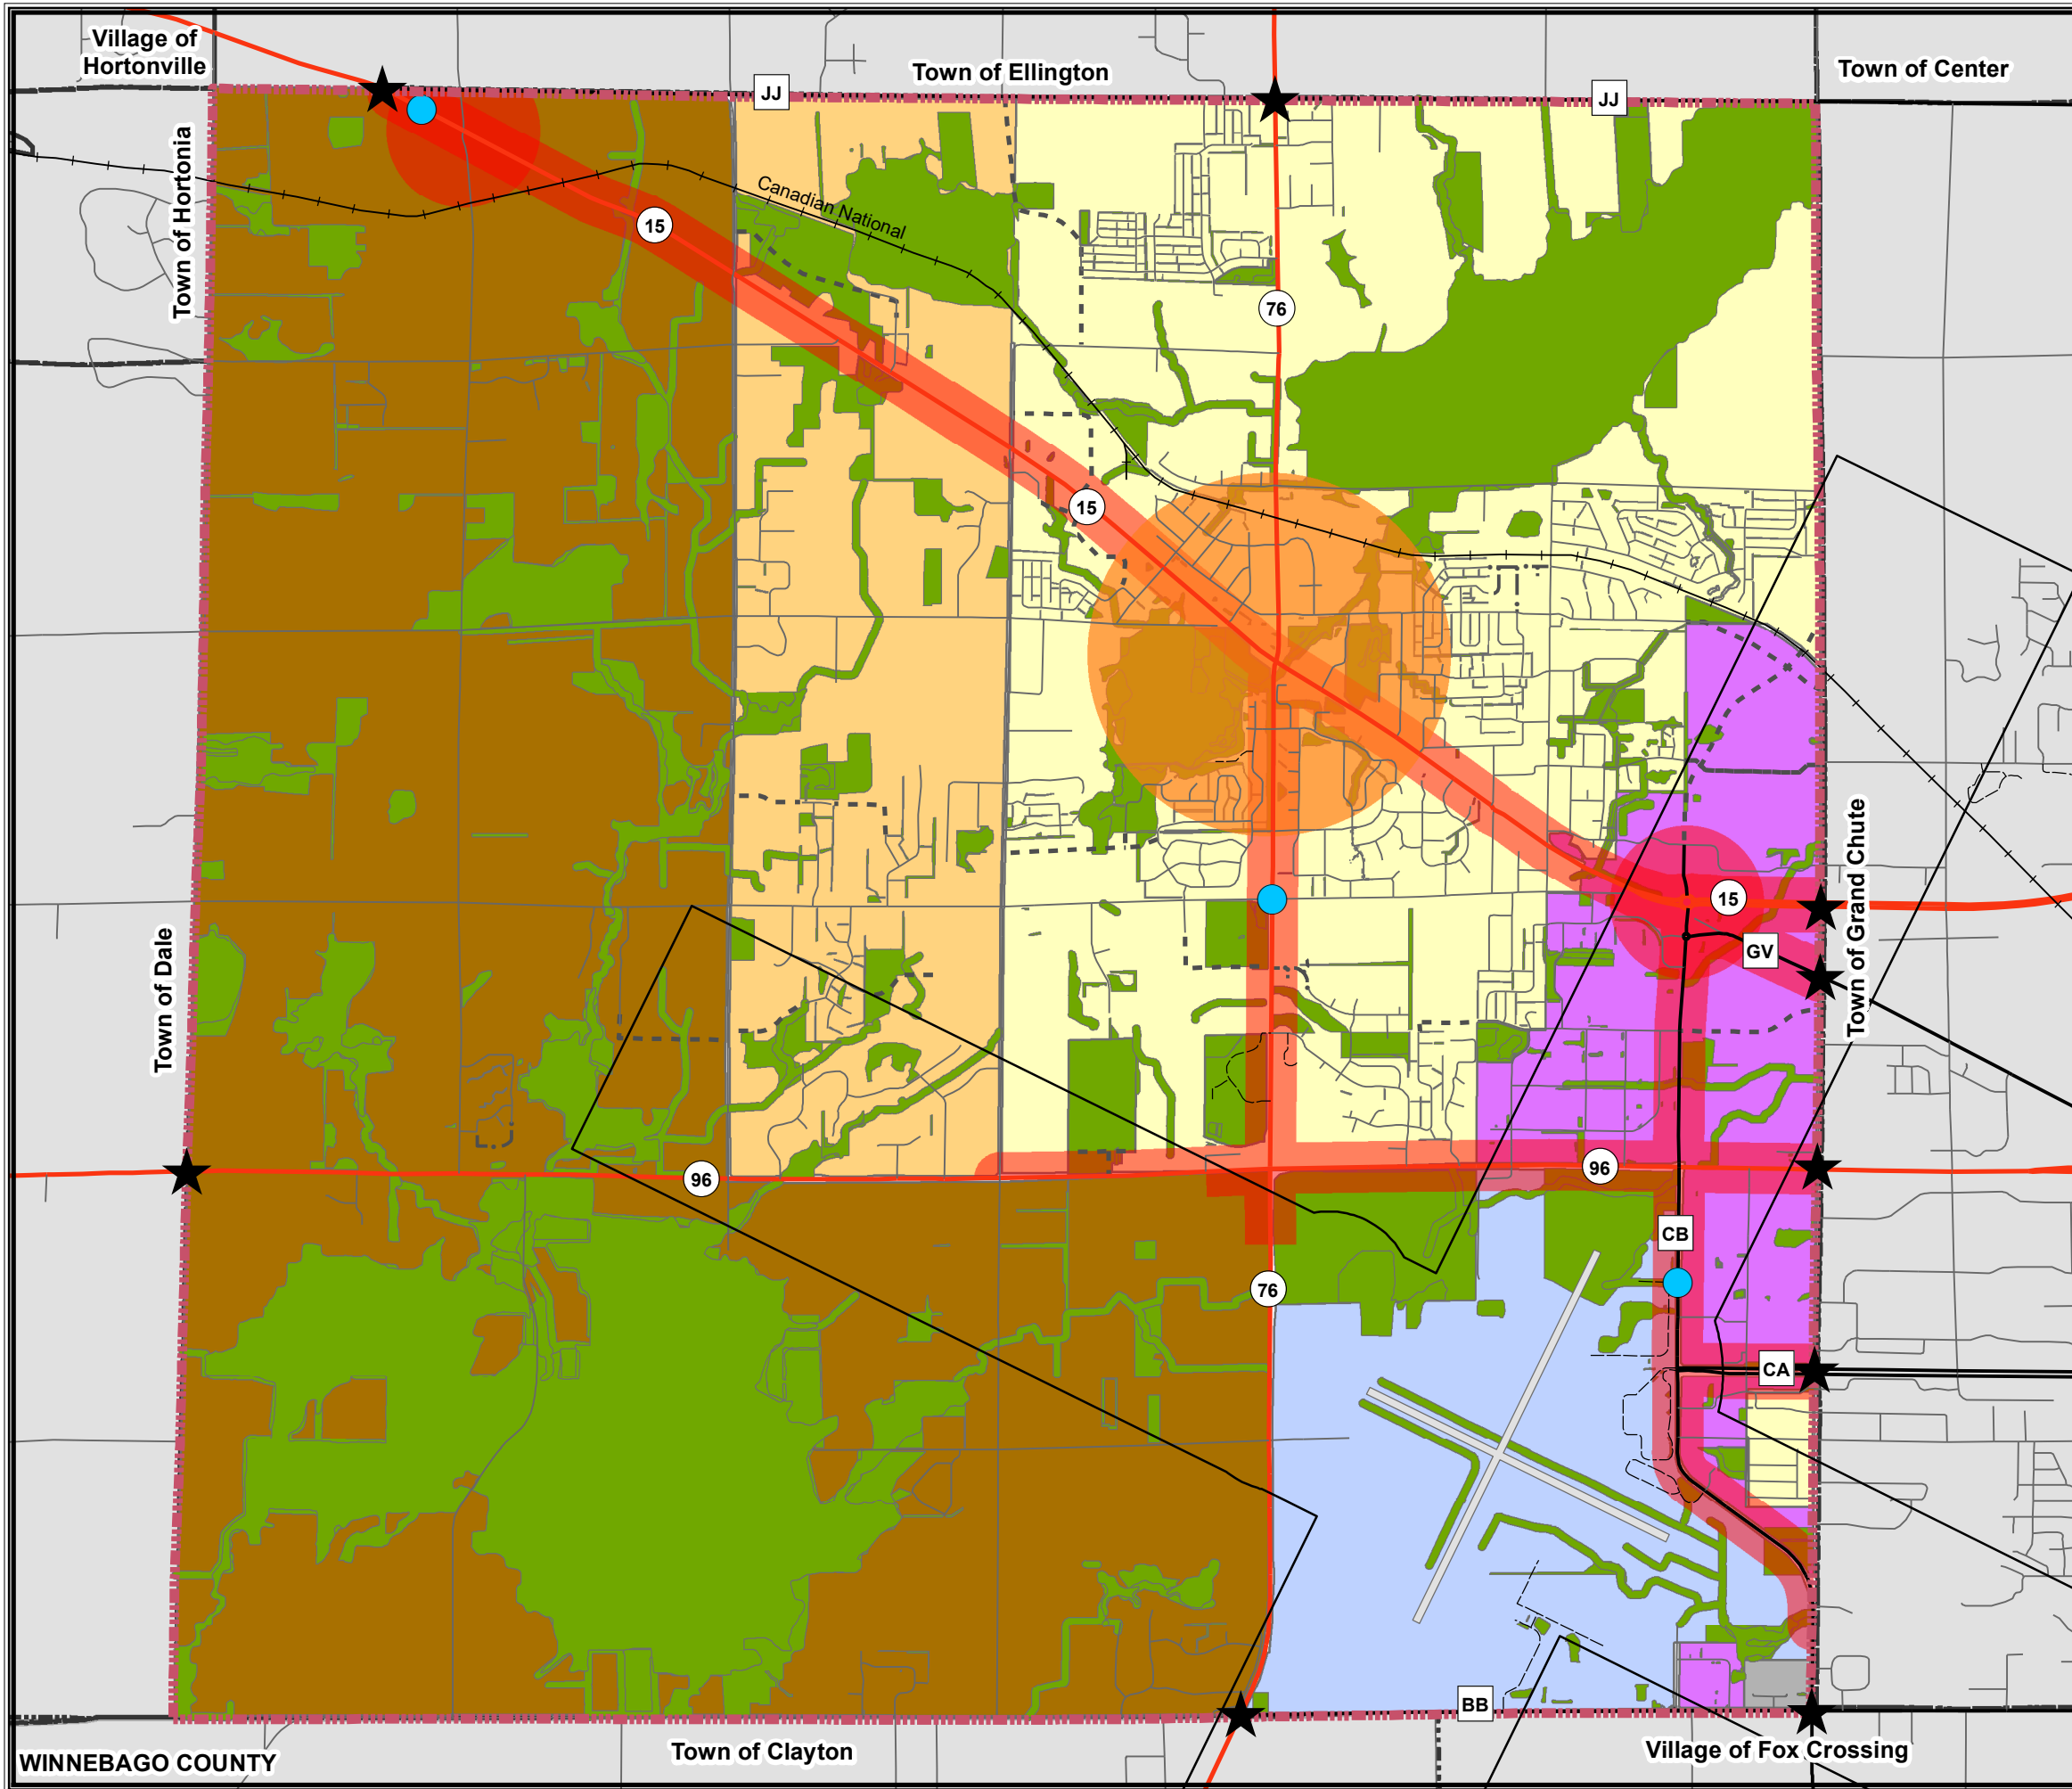 Village of
Hortonville
Town of Ellington
Town of Center
JJ
JJ
Town of Hortonia
Canadian National
15
76
15
Town of Grand Chute
15
GV
Town of Dale
96
96
CB
76
CA
BB
WINNEBAGO COUNTY
Town of Clayton
Village of Fox Crossing